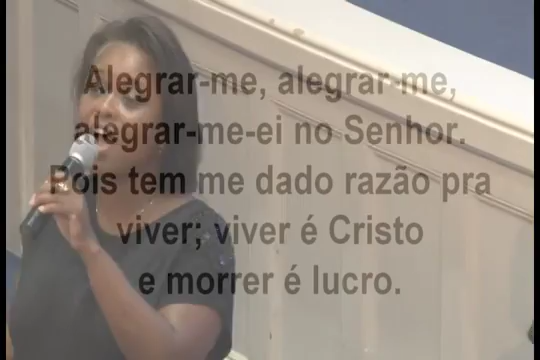 Alegrar-me, alegrar-me,
alegrar-me-ei no Senhor.
Pois tem me dado razão pra
viver; viver é Cristo
e morrer é lucro.